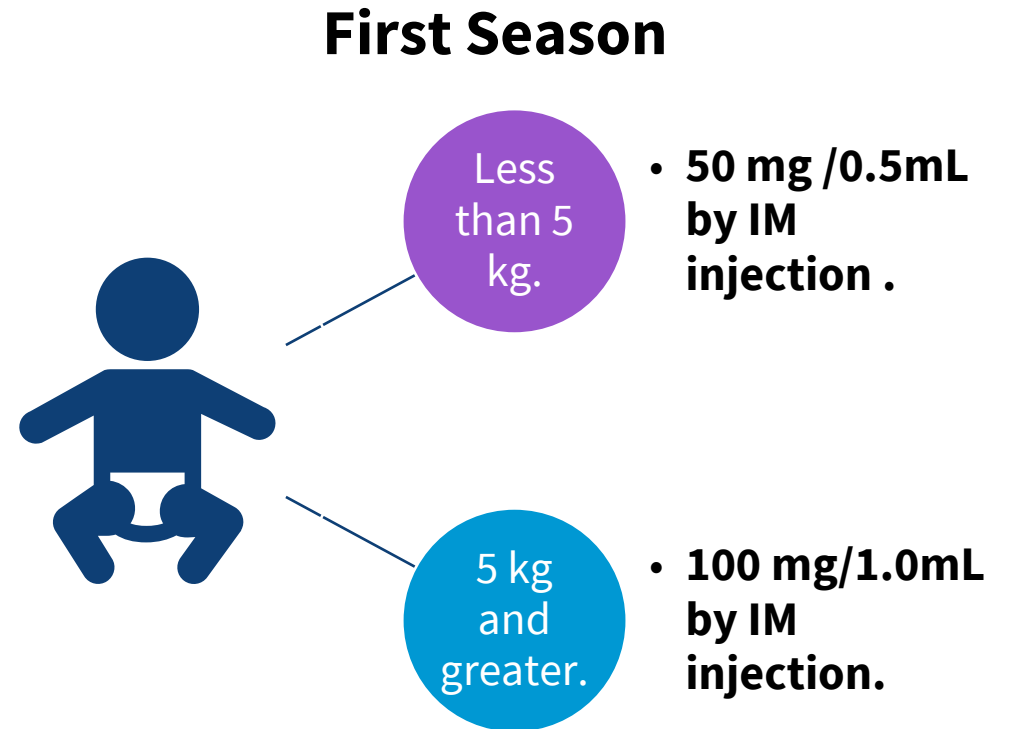 First Season
Less
than 5
kg.
• 50 mg /0.5mL
by IM
injection .
5 kg
and
greater.
• 100 mg/1.0mL
by IM
injection.